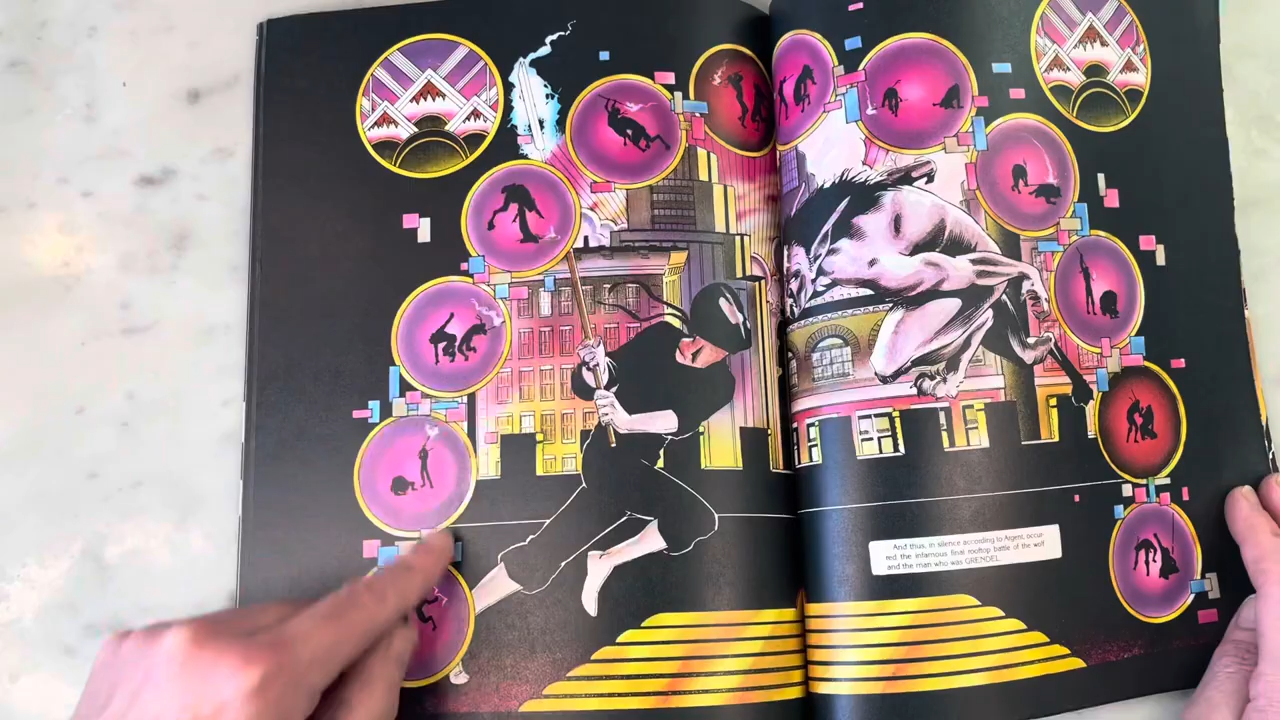 And thus, in silence according to Argent, occur-
red the infamous final rooftop battle of the wolf
and the man who was GRENDEL.